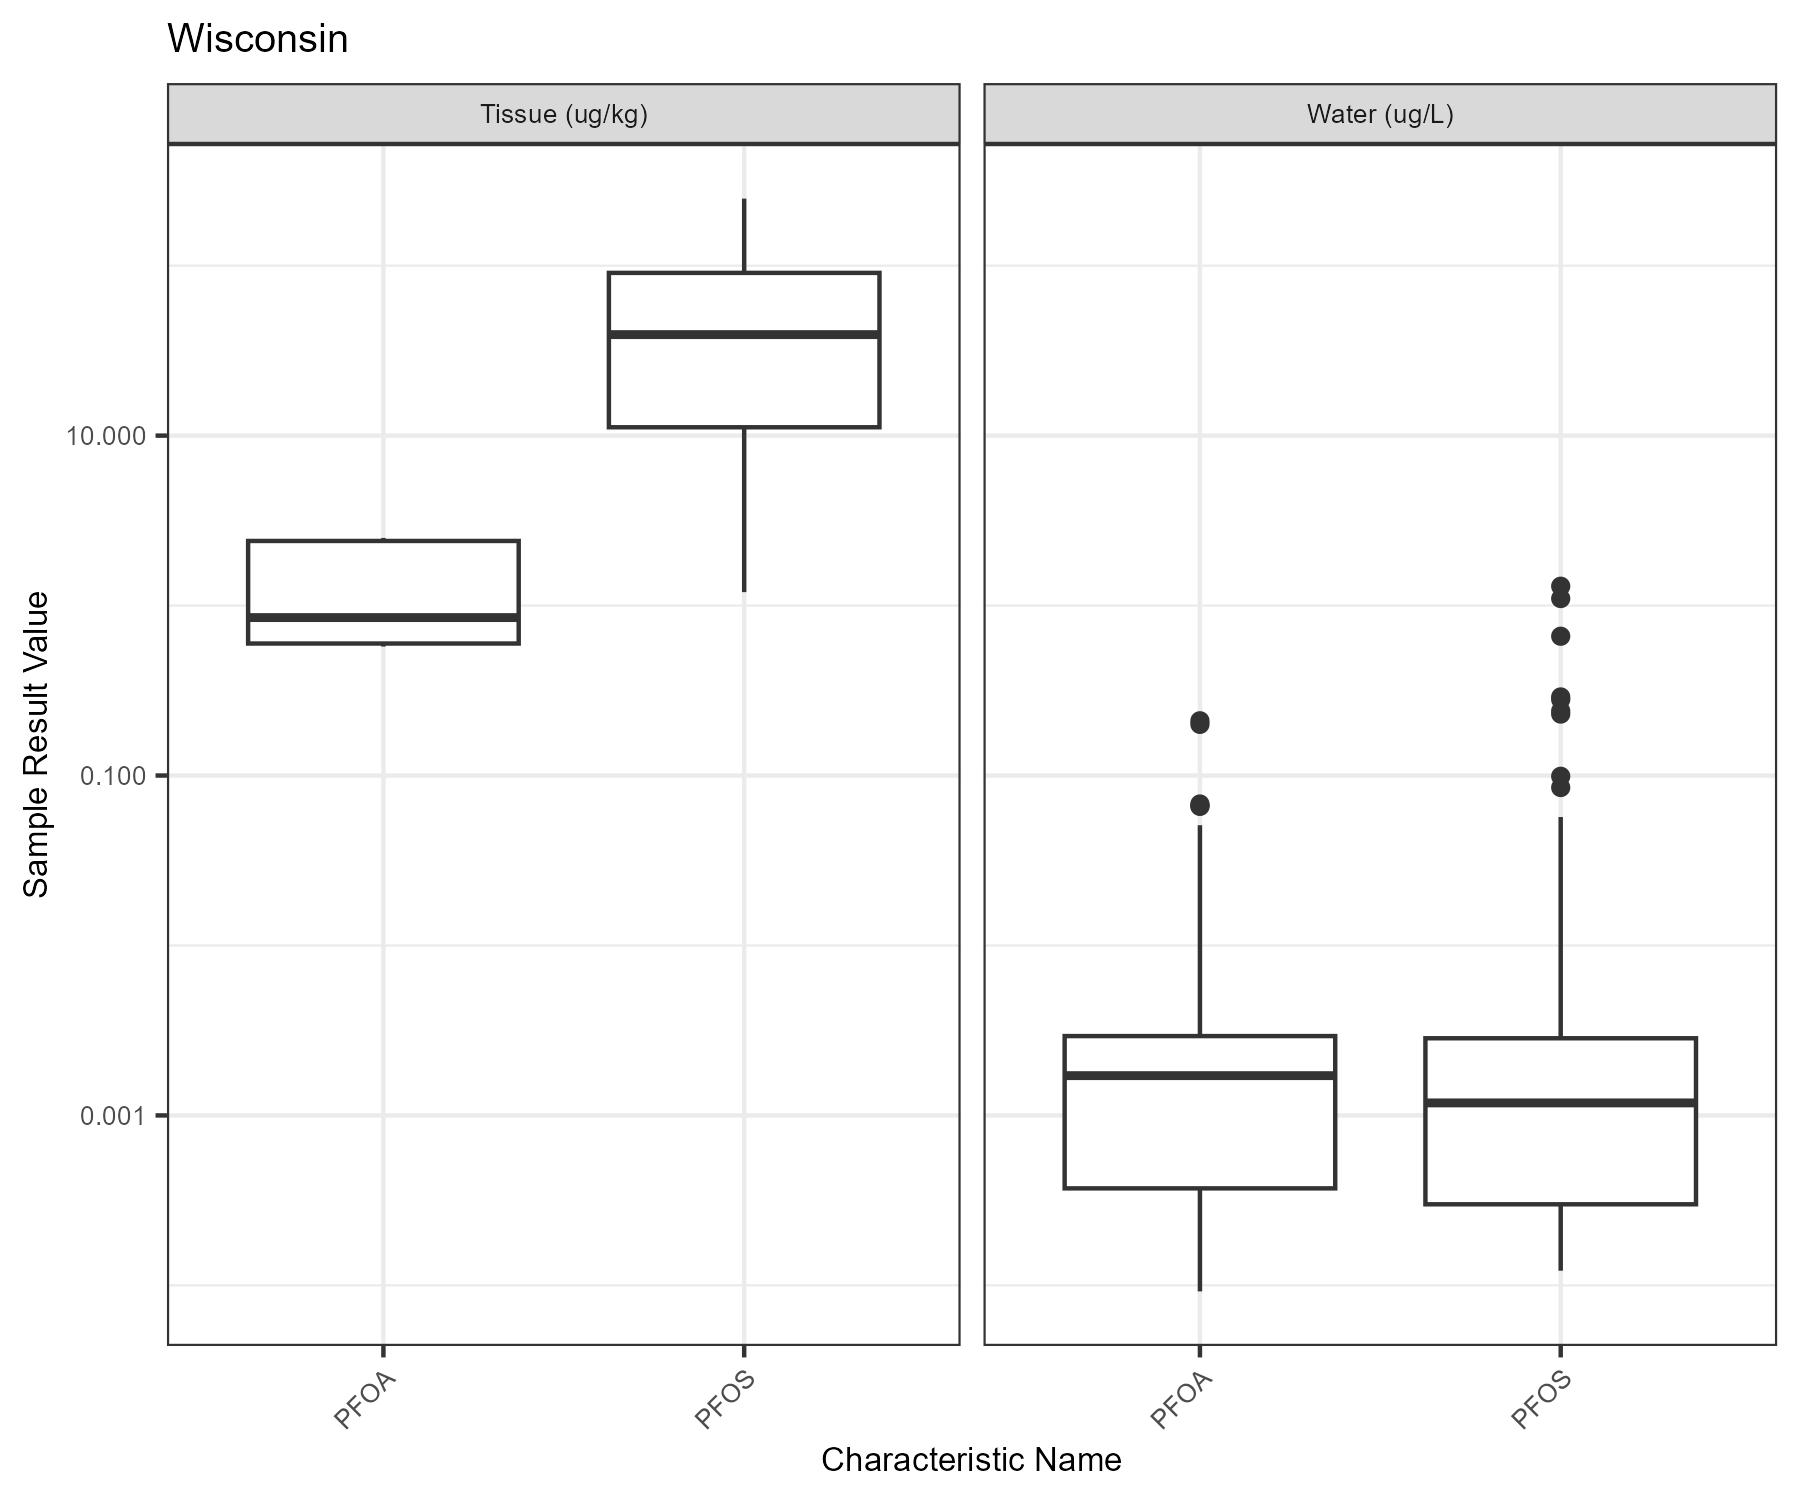 Wisconsin
Tissue (ug/kg)
Water (ug/L)
10.000
0.100
0.001
Sample Result Value
PFOA
PFOS
PFOA
PFOS
Characteristic Name